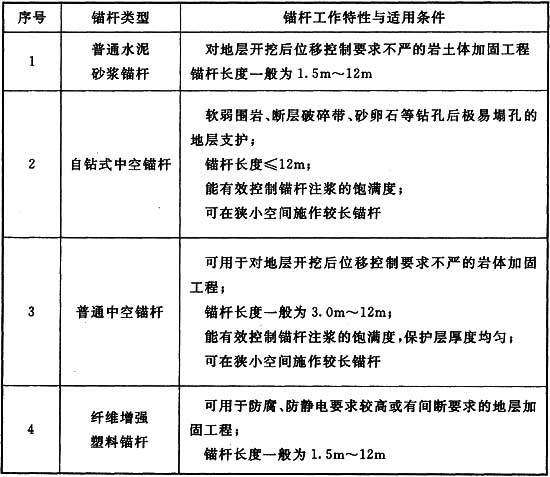 序号
锚杆类型
锚杆工作特性与适用条件
1
普通水泥
砂浆锚杆
对地层开挖后位移控制要求不严的岩土体加固工程
锚杆长度一般为1.5m～12m
2
自钻式中空锚杆
软弱围岩、断层破碎带、砂卵石等钻孔后极易塌孔的
地层支护；
锚杆长度≤12m；
能有效控制锚杆注浆的饱满度；
可在狭小空间施作较长锚杆
3
普通中空锚杆
可用于对地层开挖后位移控制要求不严的岩体加固
工程；
锚杆长度一般为3.0m～12m；
能有效控制锚杆注浆的饱满度，保护层厚度均匀；
可在狭小空间施作较长锚杆
4
纤维增强
塑料锚杆
可用于防腐、防静电要求较高或有间断要求的地层加
固工程；
锚杆长度一般为1.5m～12m